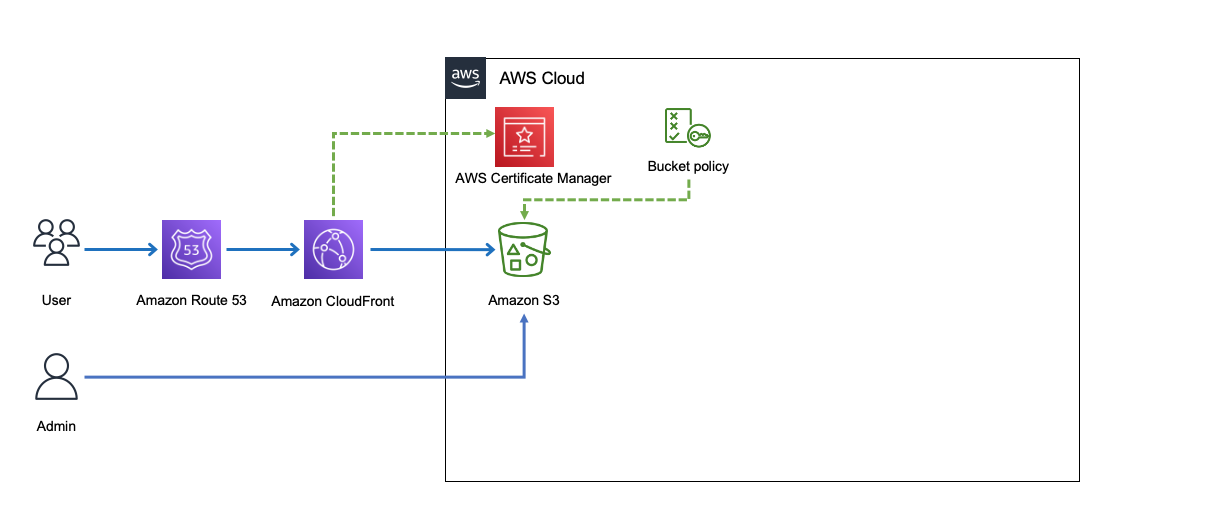 aws
AWS Cloud
AWS Certificate Manager
Bucket policy
53
User
Amazon Route 53
Amazon CloudFront
Amazon S3
Admin